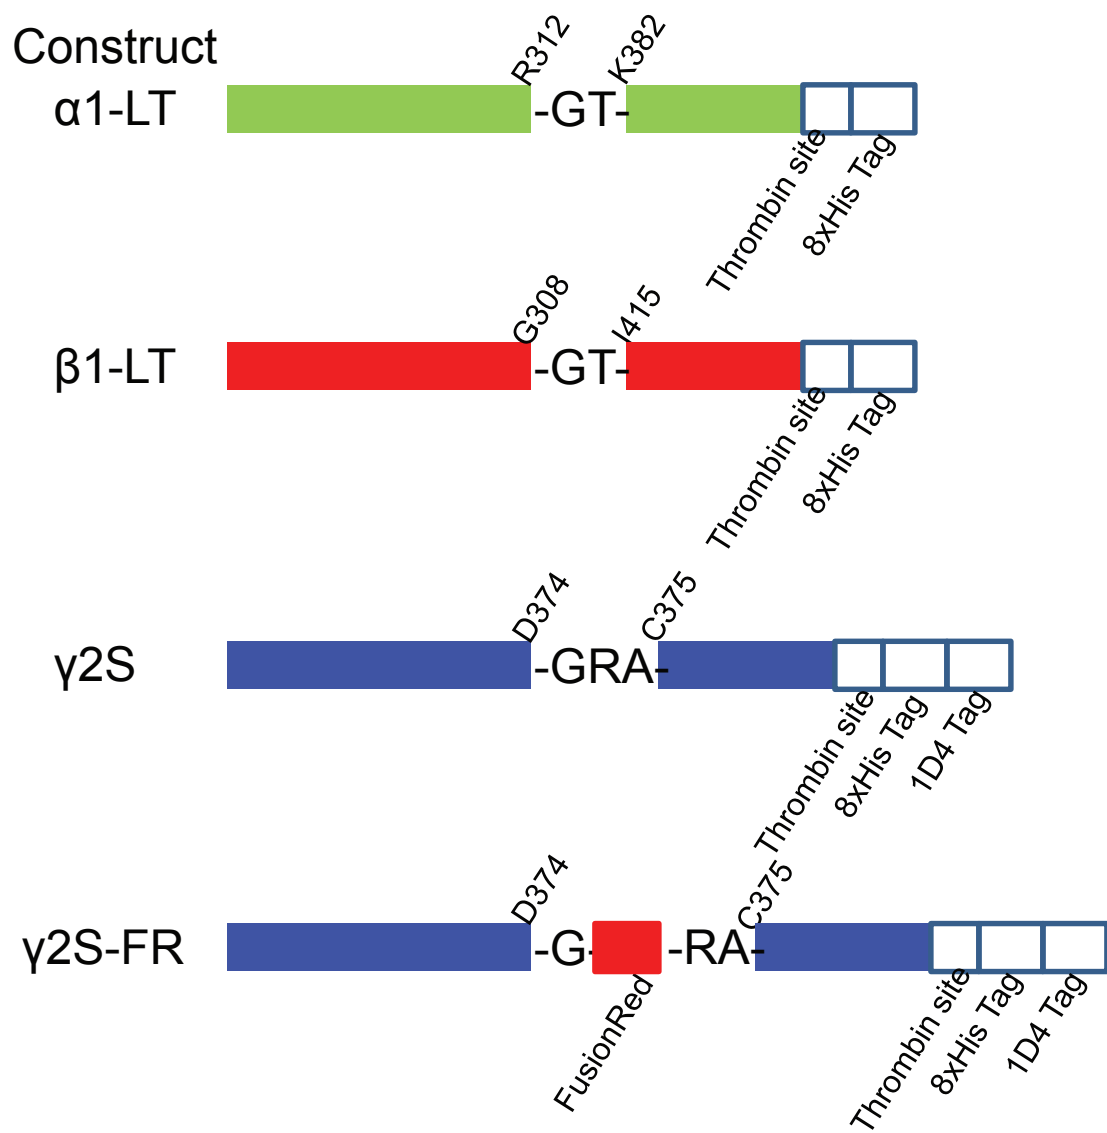 Construct
α1-LT
R312
-GT-
K382
Thrombin site
8xHis Tag
β1-LT
G308
-GT-
I415
Thrombin site
8xHis Tag
γ2S
D374
-GRA-
C375
Thrombin site
8xHis Tag
1D4 Tag
γ2S-FR
D374
-G-
FusionRed
-RA-
C375
Thrombin site
8xHis Tag
1D4 Tag